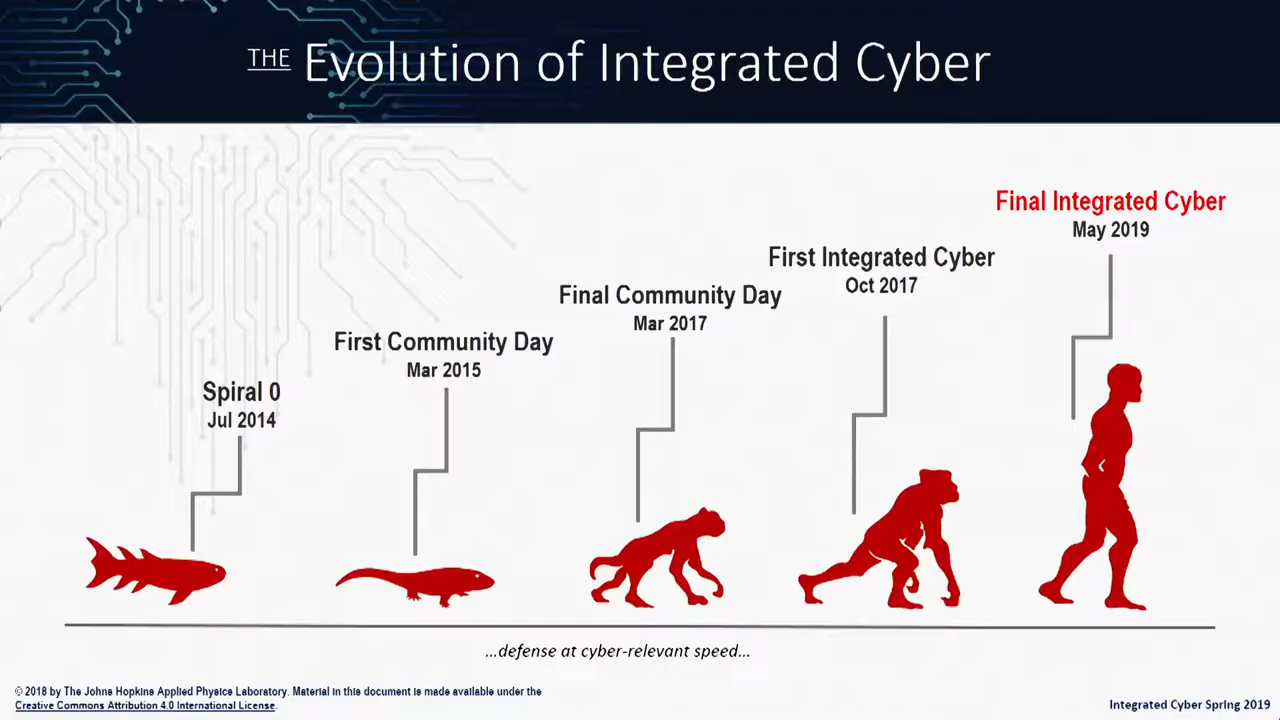 THE Evolution of Integrated Cyber
Final Integrated Cyber
May 2019
First Integrated Cyber
Oct 2017
Final Community Day
Mar 2017
First Community Day
Mar 2015
Spiral 0
Jul 2014
...defense at cyber-relevant speed...
© 2018 by The Johns Hopkins Applied Physics Laboratory. Material in this document is made available under the
Creative Commons Attribution 4.0 International License.
Integrated Cyber Spring 2019